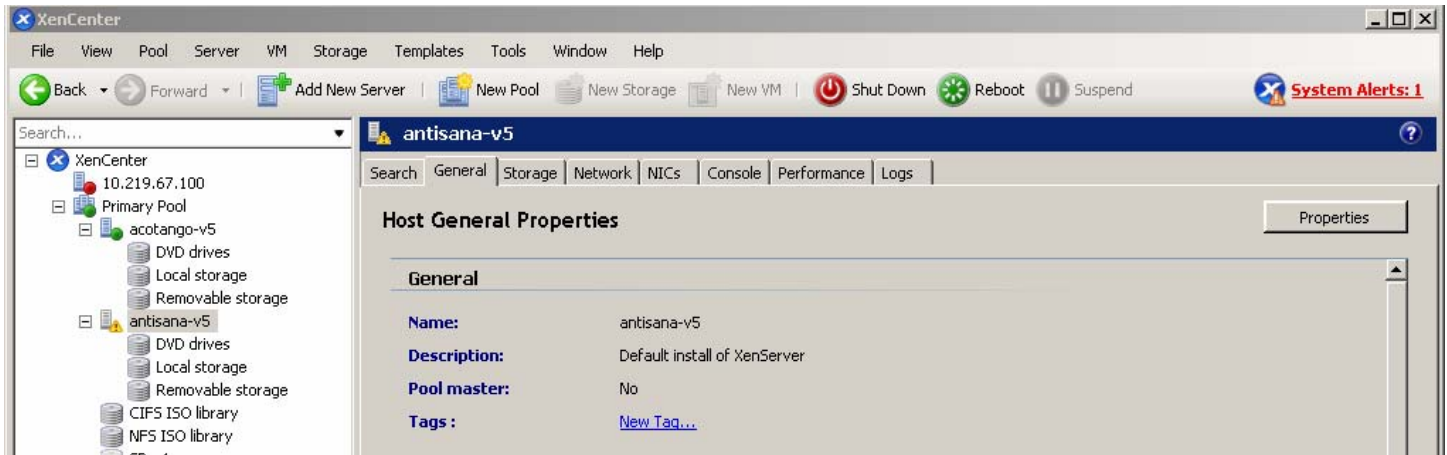 XenCenter
File View Pool Server VM Storage Templates Tools Window Help
Back Forward Add New Server New Pool New Storage New VM Shut Down Reboot Suspend System Alerts: 1
Search...
XenCenter
10.219.67.100
Primary Pool
acotango-v5
DVD drives
Local storage
Removable storage
antisana-v5
DVD drives
Local storage
Removable storage
CIFS ISO library
NFS ISO library
antisana-v5
Search General Storage Network NICs Console Performance Logs
Host General Properties Properties
General
Name: antisana-v5
Description: Default install of XenServer
Pool master: No
Tags : New Tag...